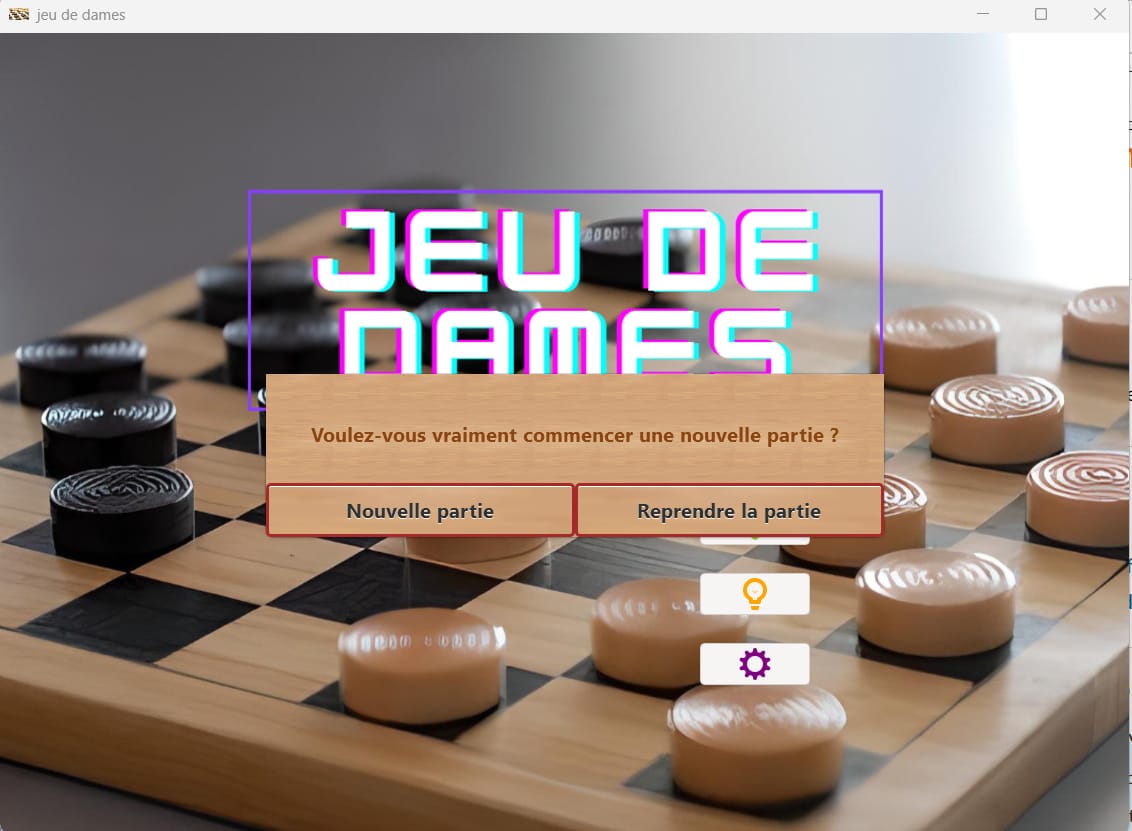 jeu de dames
JEU DE
DAMES
Voulez-vous vraiment commencer une nouvelle partie ?
Nouvelle partie
Reprendre la partie